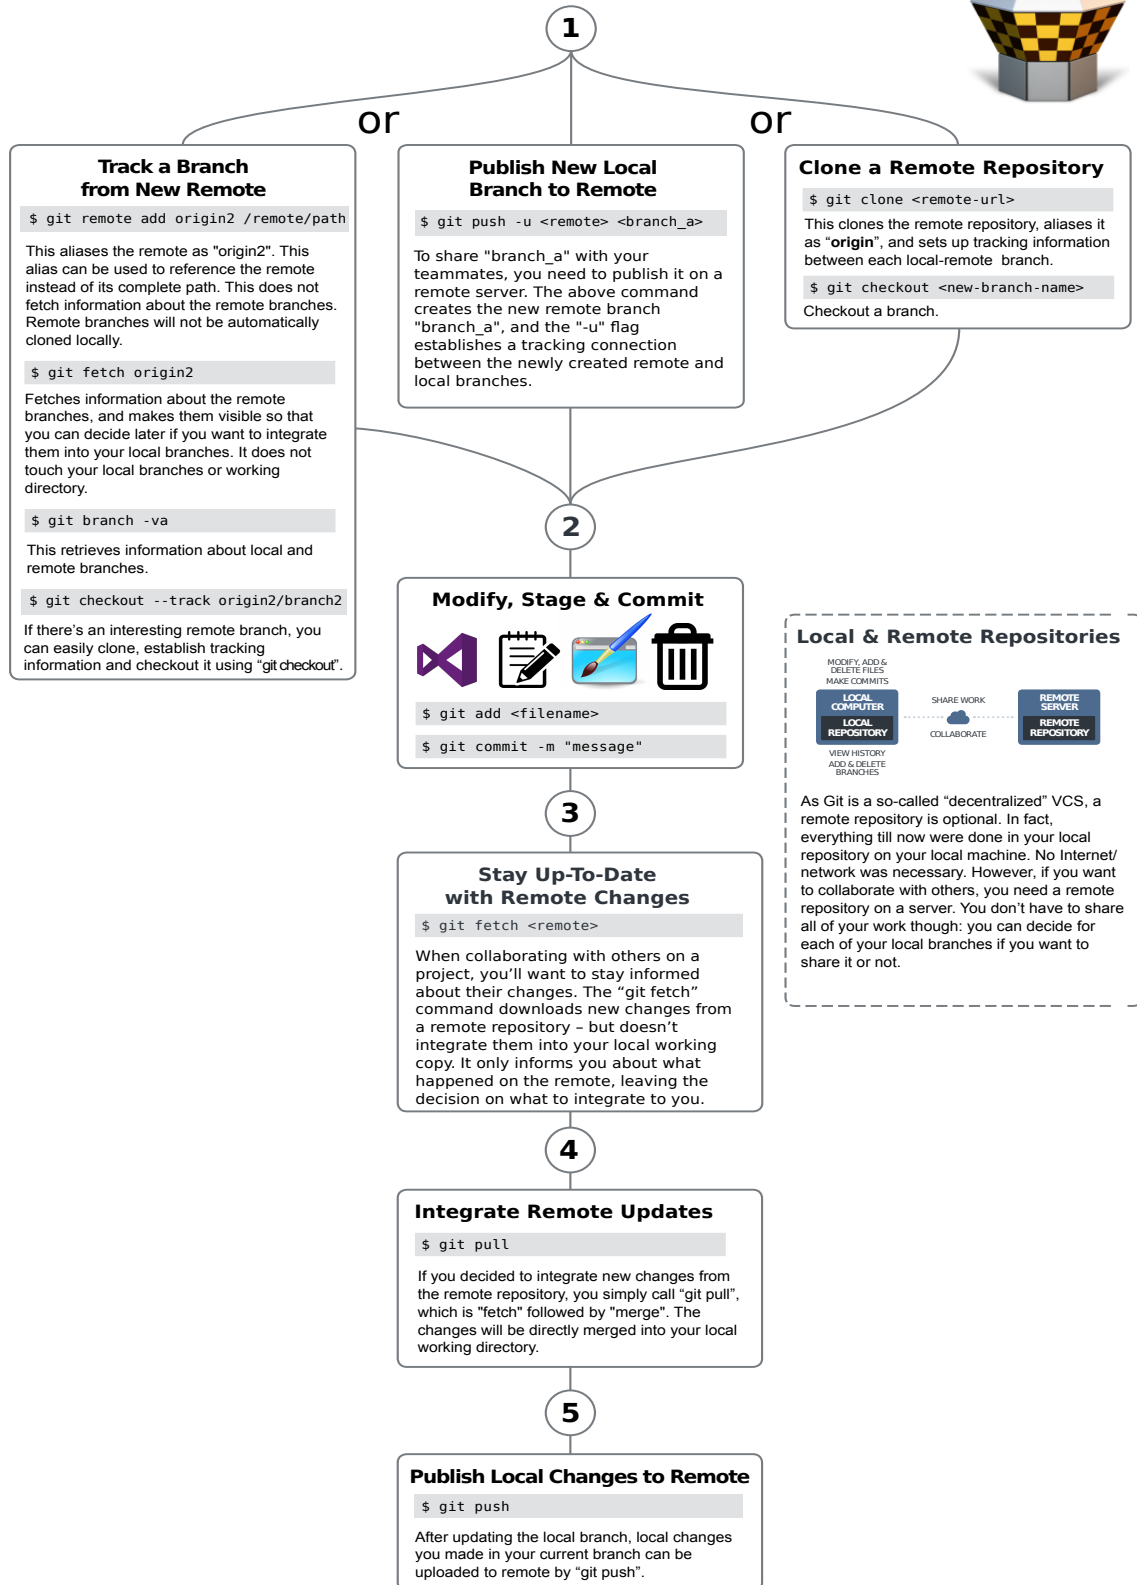 1
or
or
Track a Branch
from New Remote
$ git remote add origin2 /remote/path
This aliases the remote as "origin2". This
alias can be used to reference the remote
instead of its complete path. This does not
fetch information about the remote branches.
Remote branches will not be automatically
cloned locally.
$ git fetch origin2
Fetches information about the remote
branches, and makes them visible so that
you can decide later if you want to integrate
them into your local branches. It does not
touch your local branches or working
directory.
$ git branch -va
This retrieves information about local and
remote branches.
$ git checkout --track origin2/branch2
If there’s an interesting remote branch, you
can easily clone, establish tracking
information and checkout it using “git checkout”.
Publish New Local
Branch to Remote
$ git push -u <remote> <branch_a>
To share "branch_a" with your
teammates, you need to publish it on a
remote server. The above command
creates the new remote branch
"branch_a", and the "-u" flag
establishes a tracking connection
between the newly created remote and
local branches.
Clone a Remote Repository
$ git clone <remote-url>
This clones the remote repository, aliases it
as “origin”, and sets up tracking information
between each local-remote branch.
$ git checkout <new-branch-name>
Checkout a branch.
2
Modify, Stage & Commit
$ git add <filename>
$ git commit -m "message"
3
Stay Up-To-Date
with Remote Changes
$ git fetch <remote>
When collaborating with others on a
project, you’ll want to stay informed
about their changes. The “git fetch”
command downloads new changes from
a remote repository – but doesn’t
integrate them into your local working
copy. It only informs you about what
happened on the remote, leaving the
decision on what to integrate to you.
4
Integrate Remote Updates
$ git pull
If you decided to integrate new changes from
the remote repository, you simply call “git pull”,
which is "fetch" followed by "merge". The
changes will be directly merged into your local
working directory.
5
Publish Local Changes to Remote
$ git push
After updating the local branch, local changes
you made in your current branch can be
uploaded to remote by “git push”.
Local & Remote Repositories
MODIFY, ADD &
DELETE FILES
MAKE COMMITS
LOCAL
COMPUTER
LOCAL
REPOSITORY
VIEW HISTORY
ADD & DELETE
BRANCHES
SHARE WORK
COLLABORATE
REMOTE
SERVER
REMOTE
REPOSITORY
As Git is a so-called “decentralized” VCS, a
remote repository is optional. In fact,
everything till now were done in your local
repository on your local machine. No Internet/
network was necessary. However, if you want
to collaborate with others, you need a remote
repository on a server. You don’t have to share
all of your work though: you can decide for
each of your local branches if you want to
share it or not.